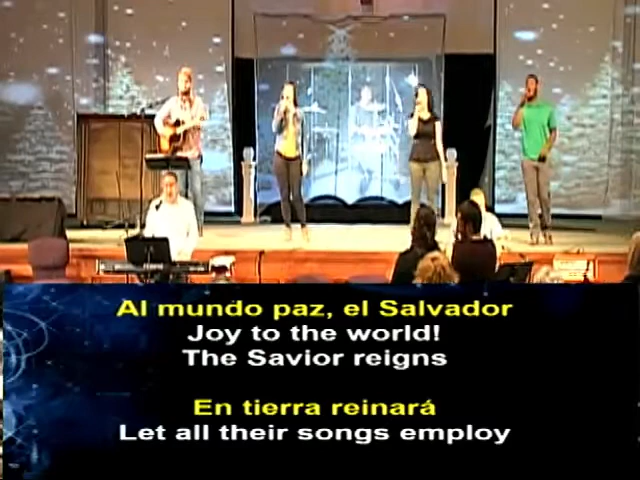 Al mundo paz, el Salvador
Joy to the world!
The Savior reigns
En tierra reinará
Let all their songs employ